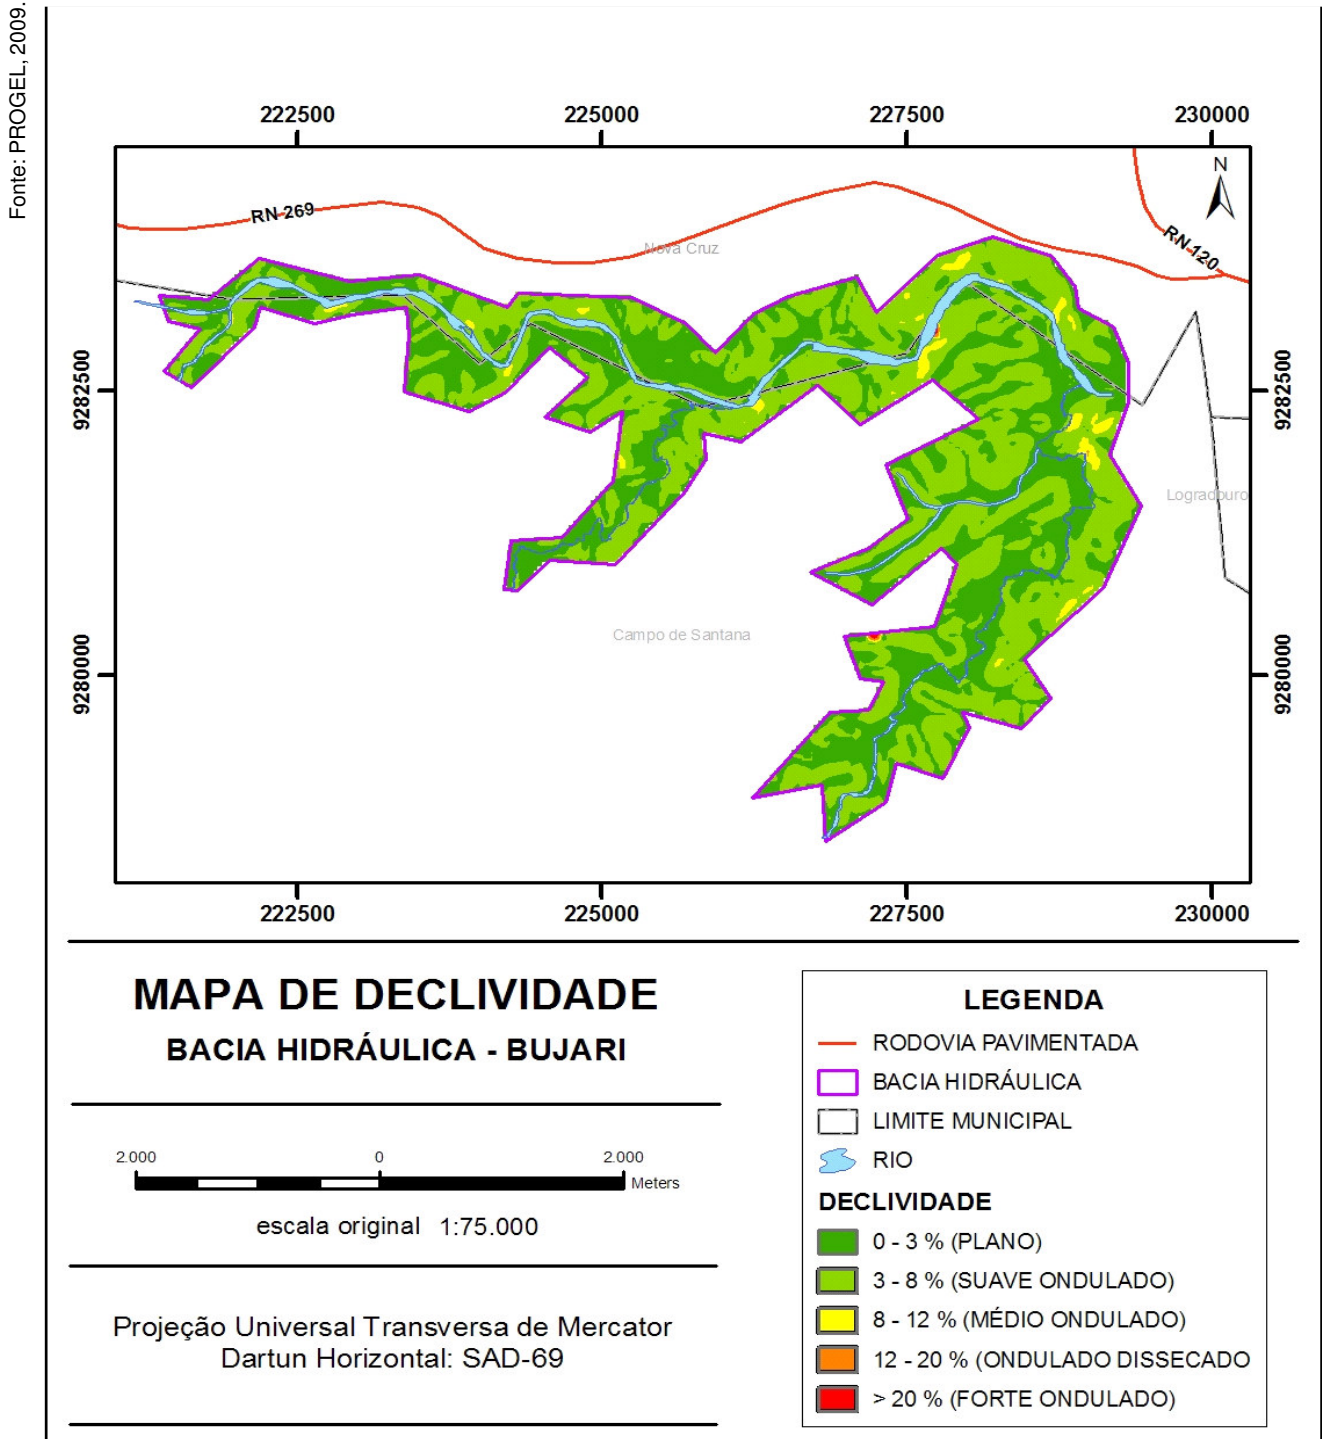 Fonte: PROGEL, 2009.
222500 225000 227500 230000
N
RN 269
RN 120
Nova Cruz
9282500 9282500
Logradouro
Campo de Santana
9280000 9280000
222500 225000 227500 230000
MAPA DE DECLIVIDADE
BACIA HIDRÁULICA - BUJARI
2.000 0 2.000
Meters
escala original 1:75.000
Projeção Universal Transversa de Mercator
Dartun Horizontal: SAD-69
LEGENDA
RODOVIA PAVIMENTADA
BACIA HIDRÁULICA
LIMITE MUNICIPAL
RIO
DECLIVIDADE
0 - 3 % (PLANO)
3 - 8 % (SUAVE ONDULADO)
8 - 12 % (MÉDIO ONDULADO)
12 - 20 % (ONDULADO DISSECADO
> 20 % (FORTE ONDULADO)